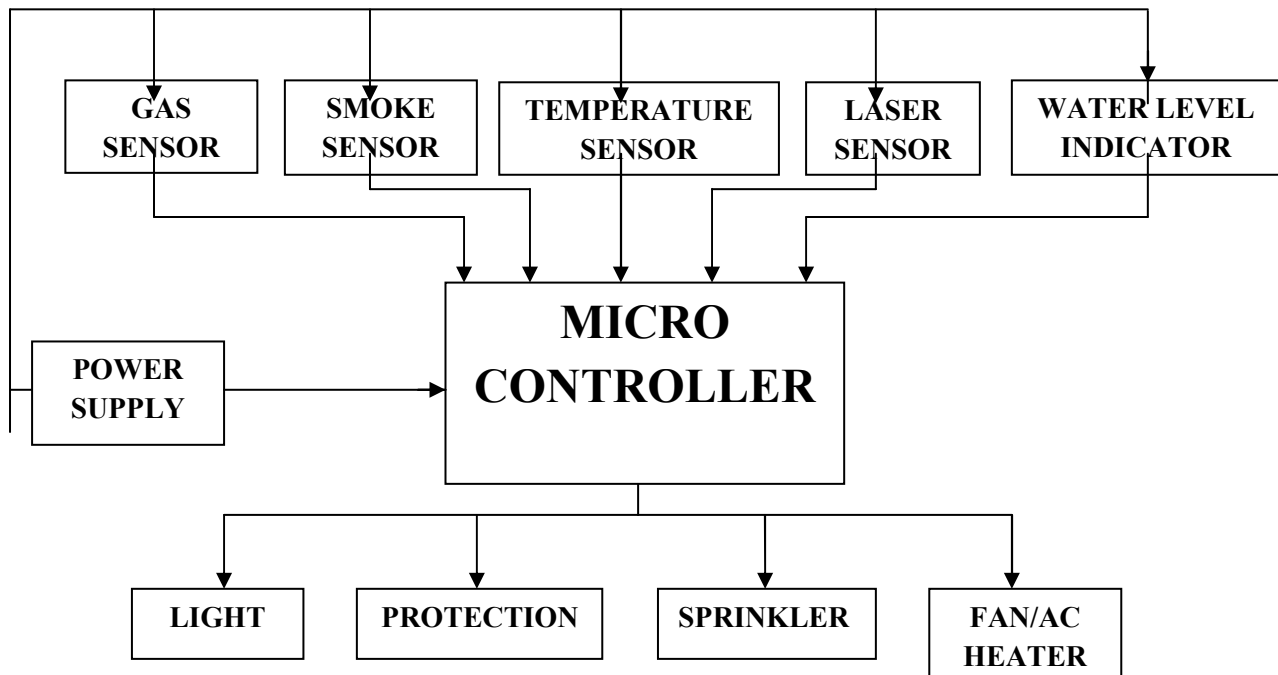 GAS
SENSOR
SMOKE
SENSOR
TEMPERATURE
SENSOR
LASER
SENSOR
WATER LEVEL
INDICATOR
MICRO
CONTROLLER
POWER
SUPPLY
LIGHT
PROTECTION
SPRINKLER
FAN/AC
HEATER